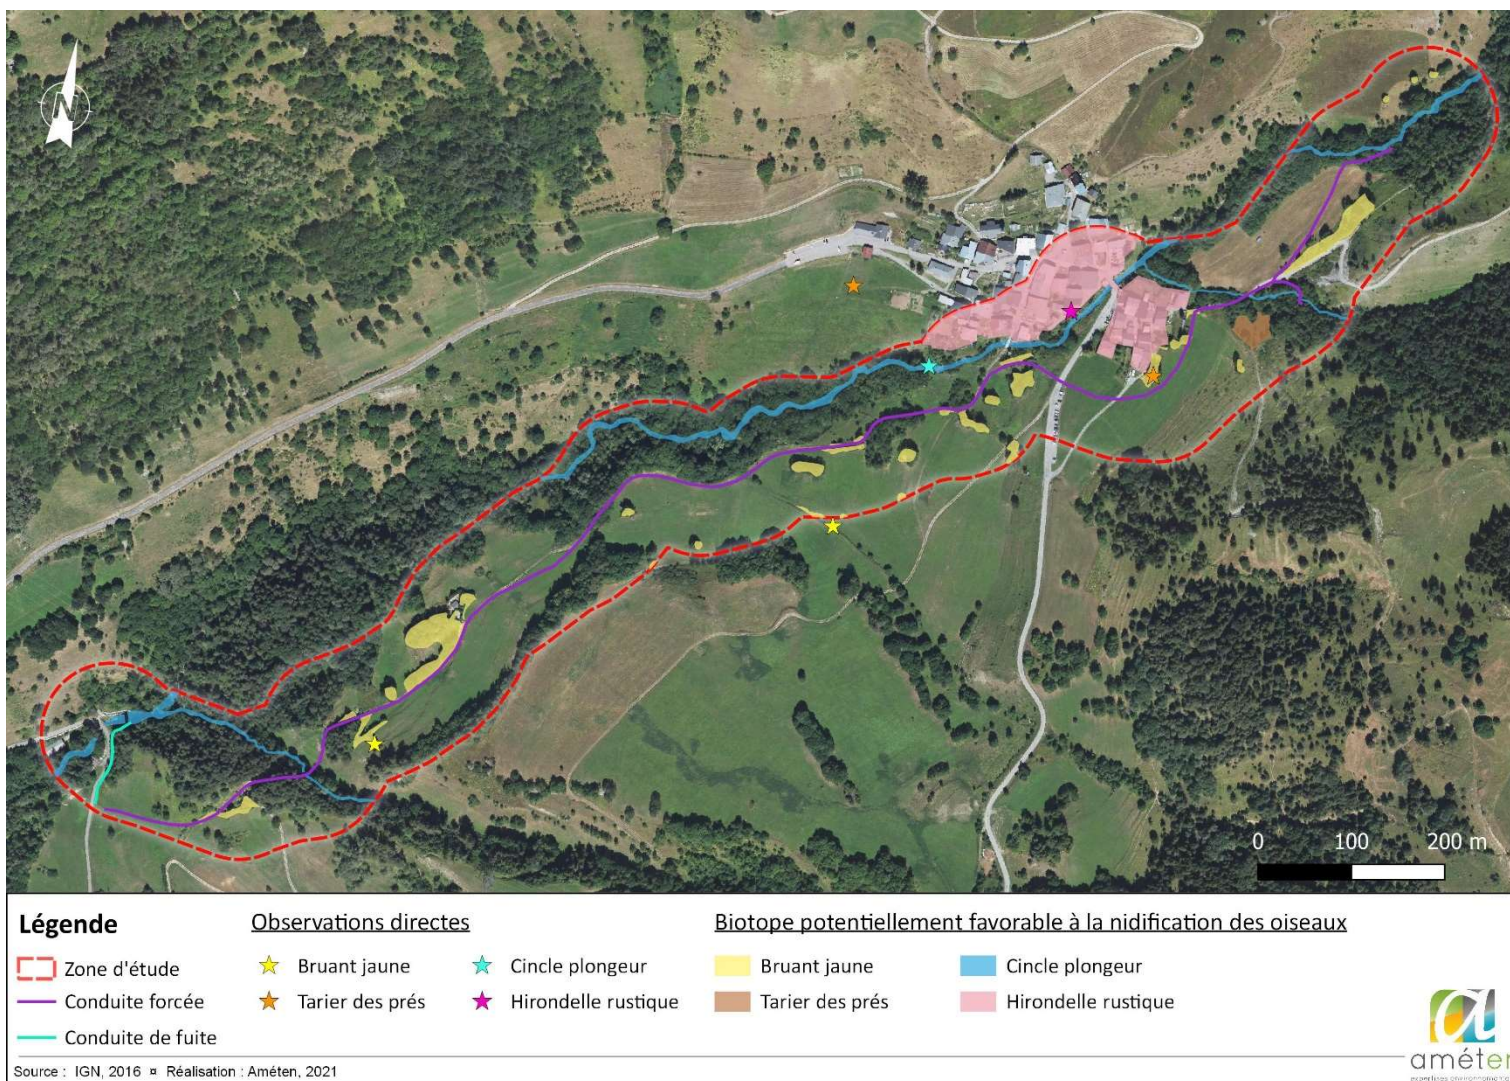 N
0 100 200 m
Légende
Zone d'étude
Conduite forcée
Conduite de fuite
Observations directes
Bruant jaune
Tarier des prés
Cincle plongeur
Hirondelle rustique
Biotope potentiellement favorable à la nidification des oiseaux
Bruant jaune
Tarier des prés
Cincle plongeur
Hirondelle rustique
a
améten
expertises environnementales
Source : IGN, 2016 ¤ Réalisation : Améten, 2021